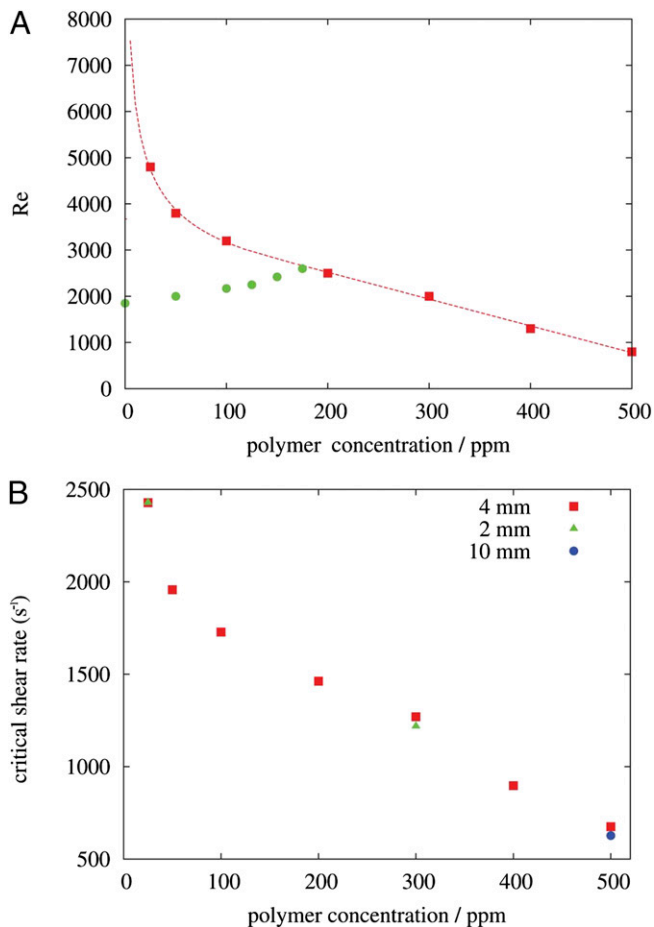 A
8000
7000
6000
5000
4000
3000
2000
1000
0
Re
0 100 200 300 400 500
polymer concentration / ppm
B
2500
2000
1500
1000
500
critical shear rate (s⁻¹)
4 mm
2 mm
10 mm
0 100 200 300 400 500
polymer concentration / ppm